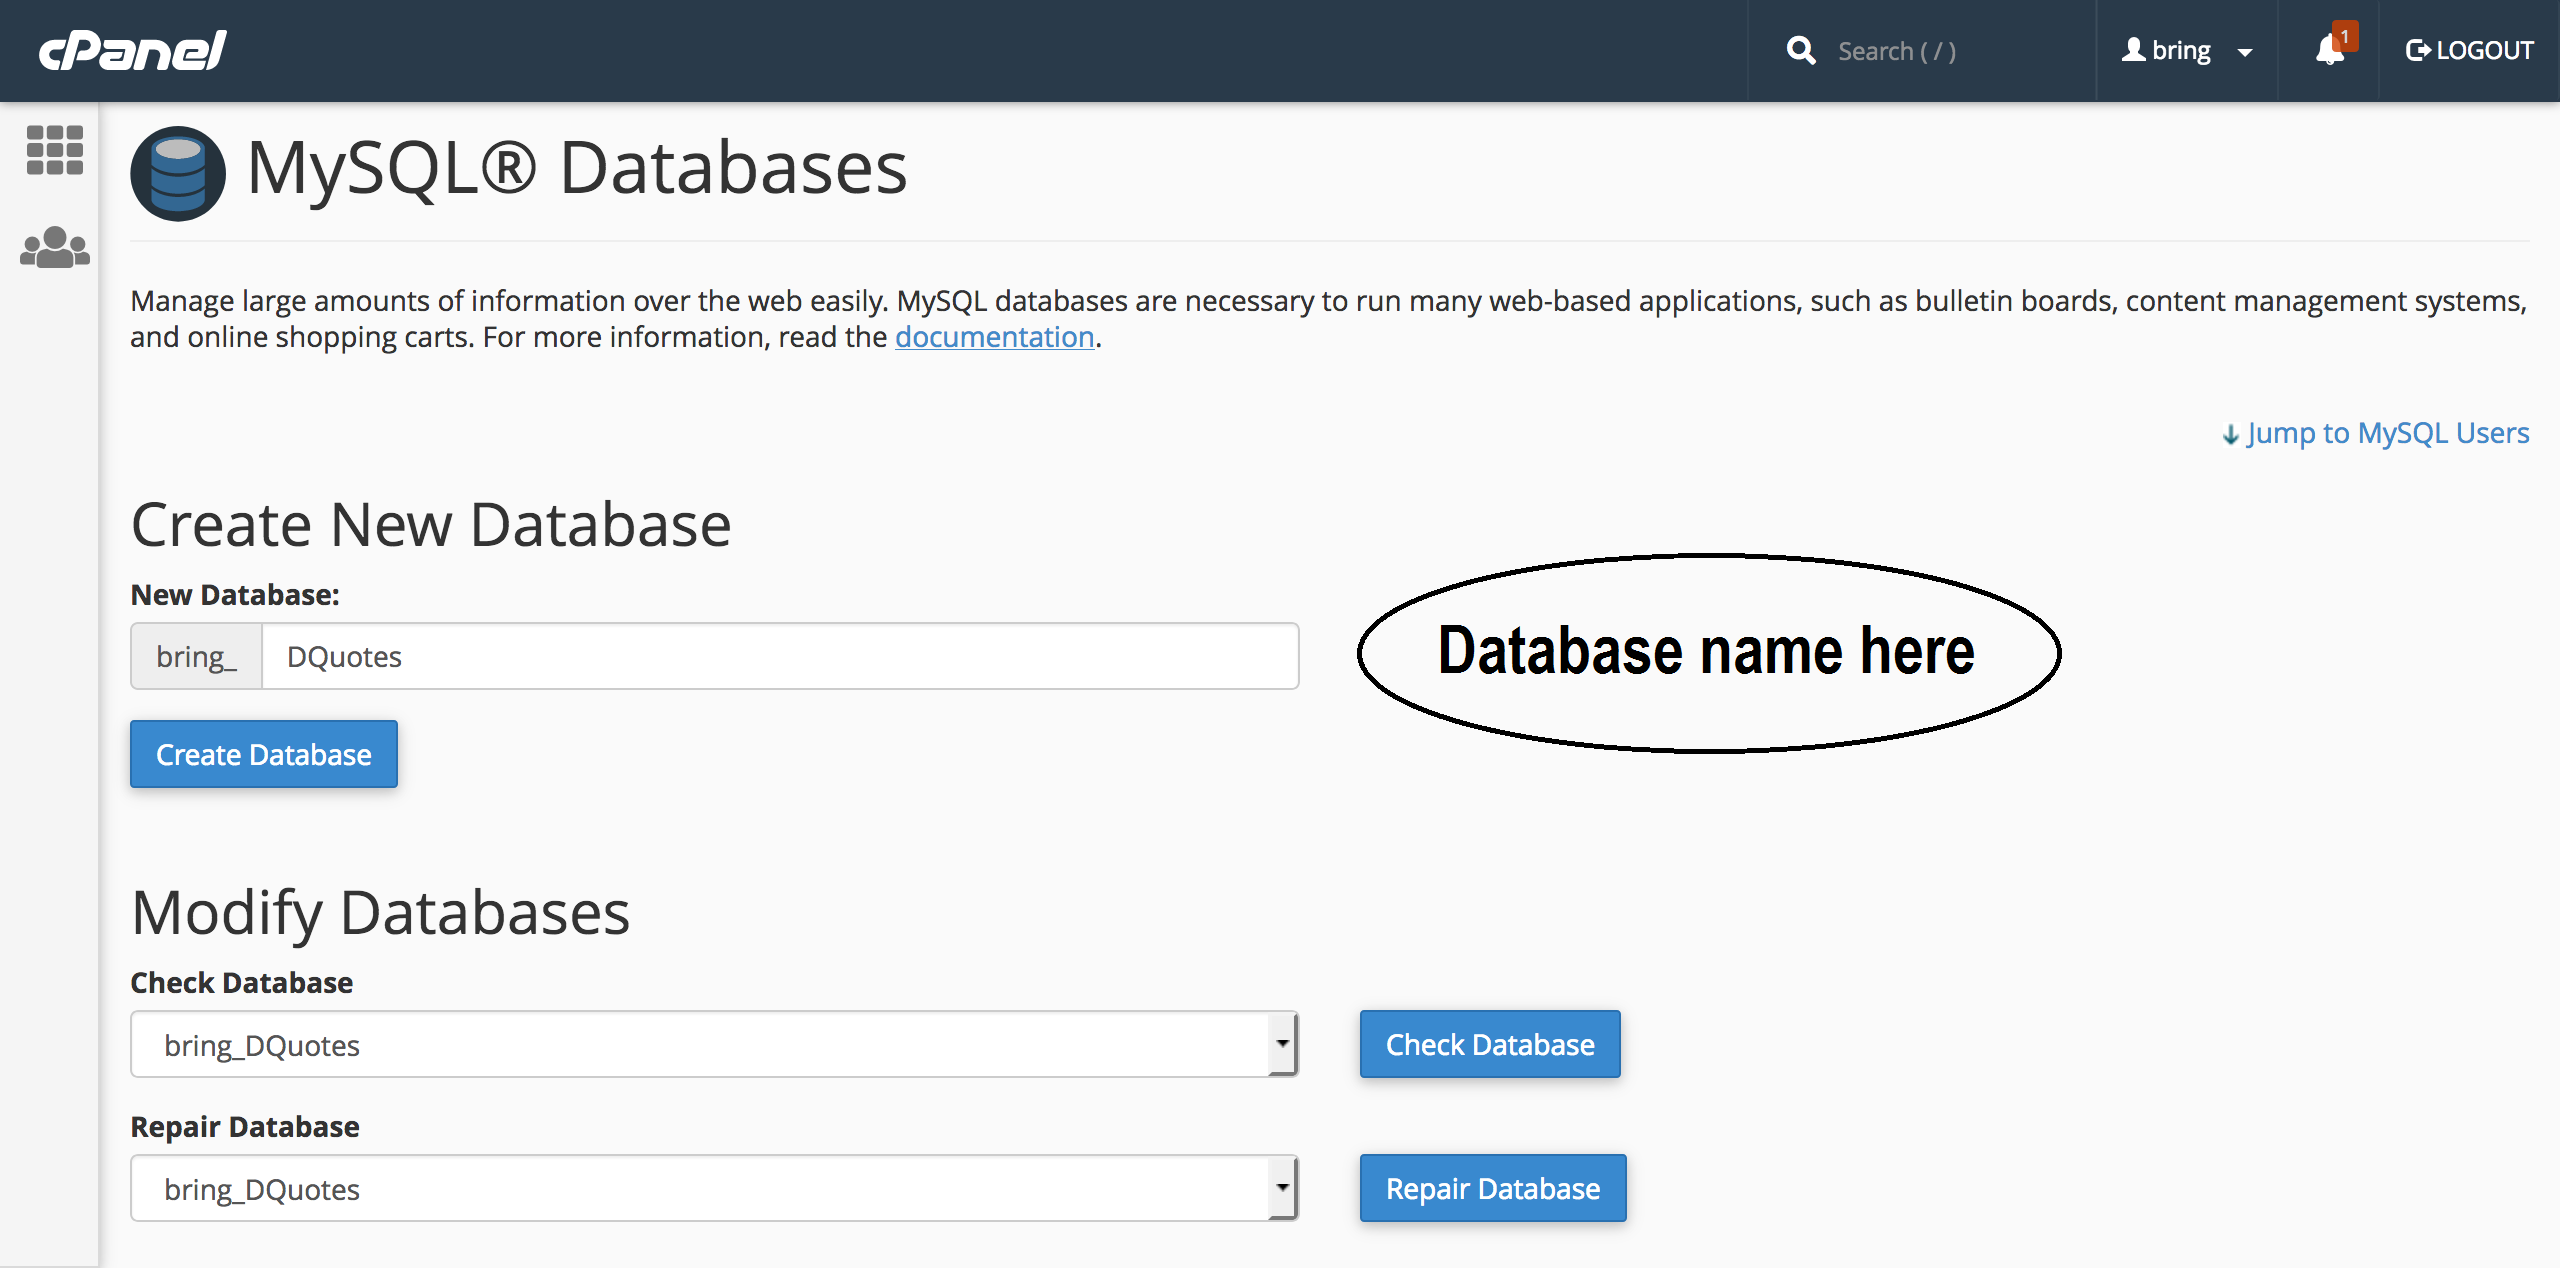 cPanel
Search ( / )
bring
1
LOGOUT
MySQL® Databases
Manage large amounts of information over the web easily. MySQL databases are necessary to run many web-based applications, such as bulletin boards, content management systems,
and online shopping carts. For more information, read the documentation.
Jump to MySQL Users
Create New Database
New Database:
bring_ DQuotes
Database name here
Create Database
Modify Databases
Check Database
bring_DQuotes
Check Database
Repair Database
bring_DQuotes
Repair Database